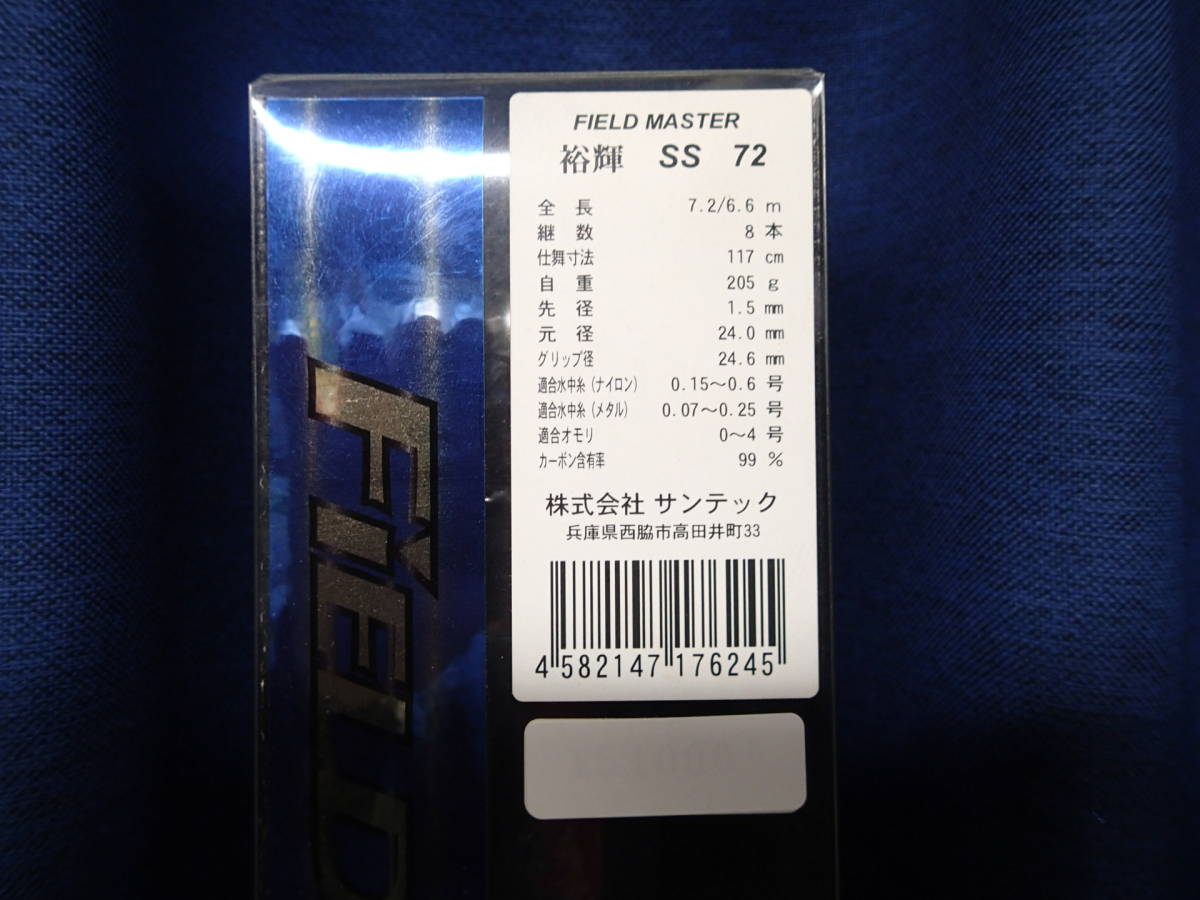 FIELD MASTER
裕輝 SS 72
全長 7.2/6.6 m
継数 8 本
仕舞寸法 117 cm
自重 205 g
先径 1.5 mm
元径 24.0 mm
グリップ径 24.6 mm
適合水中糸(ナイロン) 0.15〜0.6 号
適合水中糸(メタル) 0.07〜0.25 号
適合オモリ 0〜4 号
カーボン含有率 99 %
株式会社 サンテック
兵庫県西脇市高田井町33
4 582147 176245
FIELD